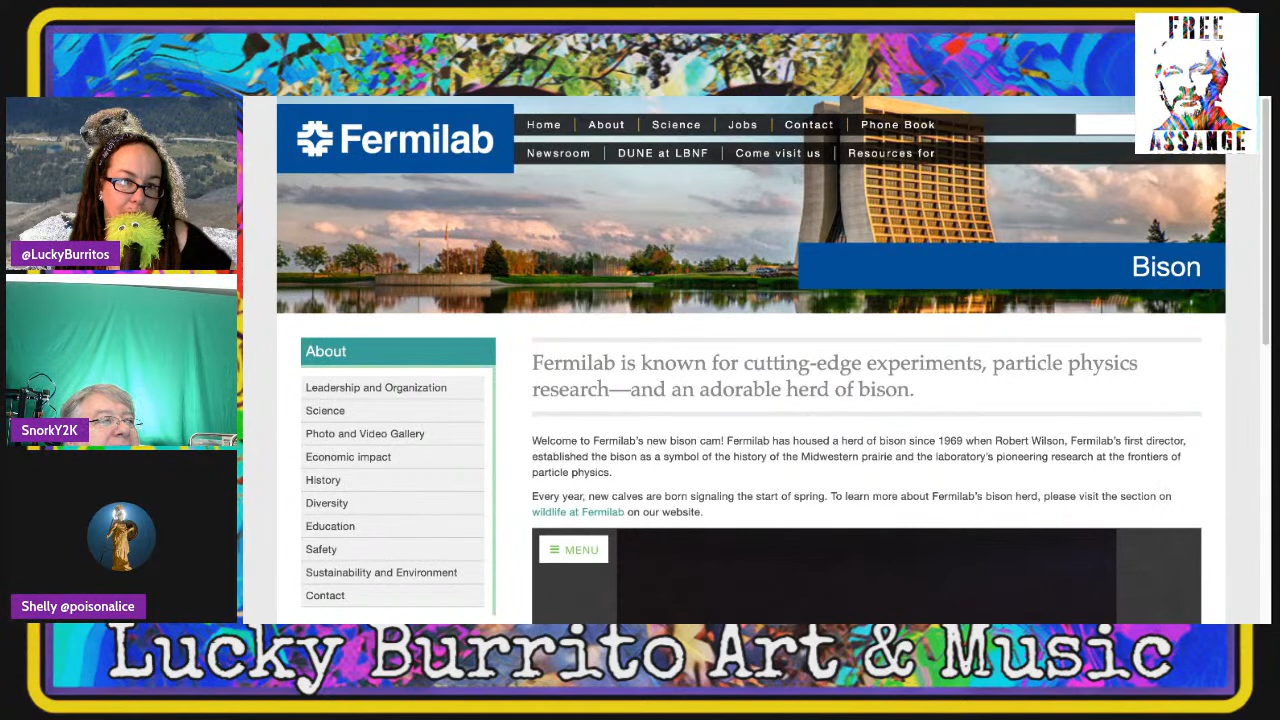 FREE
ASSANGE
Fermilab
Home
About
Science
Jobs
Contact
Phone Book
Newsroom
DUNE at LBNF
Come visit us
Resources for
Bison
@LuckyBurritos
SnorkY2K
Shelly @poisonalice
About
Leadership and Organization
Science
Photo and Video Gallery
Economic impact
History
Diversity
Education
Safety
Sustainability and Environment
Contact
Fermilab is known for cutting-edge experiments, particle physics
research—and an adorable herd of bison.
Welcome to Fermilab's new bison cam! Fermilab has housed a herd of bison since 1969 when Robert Wilson, Fermilab's first director,
established the bison as a symbol of the history of the Midwestern prairie and the laboratory's pioneering research at the frontiers of
particle physics.
Every year, new calves are born signaling the start of spring. To learn more about Fermilab's bison herd, please visit the section on
wildlife at Fermilab on our website.
MENU
Lucky Burrito Art & Music